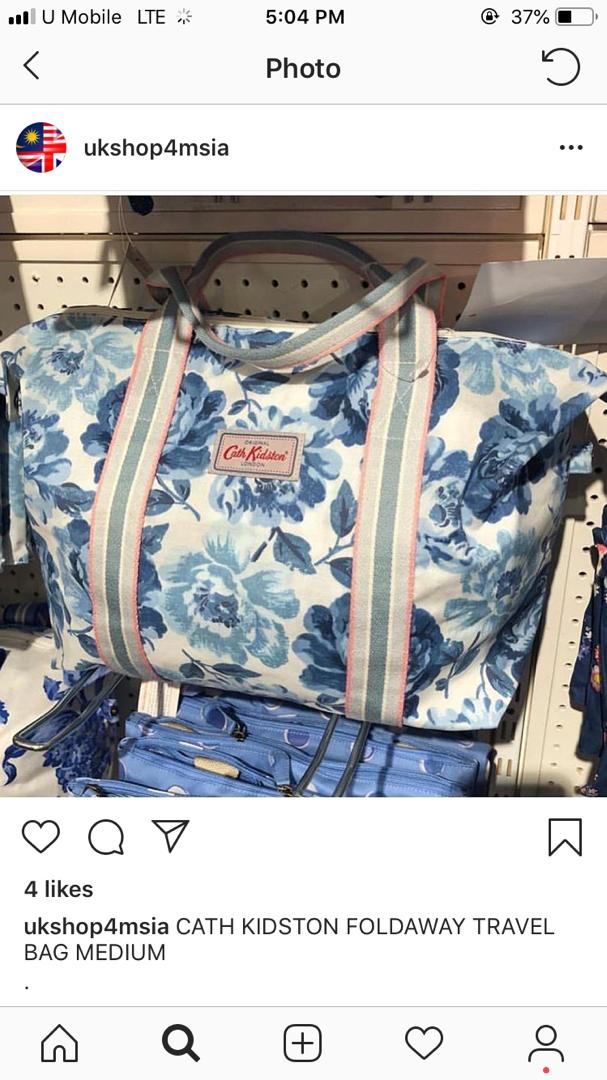 U Mobile LTE 5:04 PM 37%
Photo
ukshop4msia
ORIGINAL
Cath Kidston®
LONDON
4 likes
ukshop4msia CATH KIDSTON FOLDAWAY TRAVEL
BAG MEDIUM
.